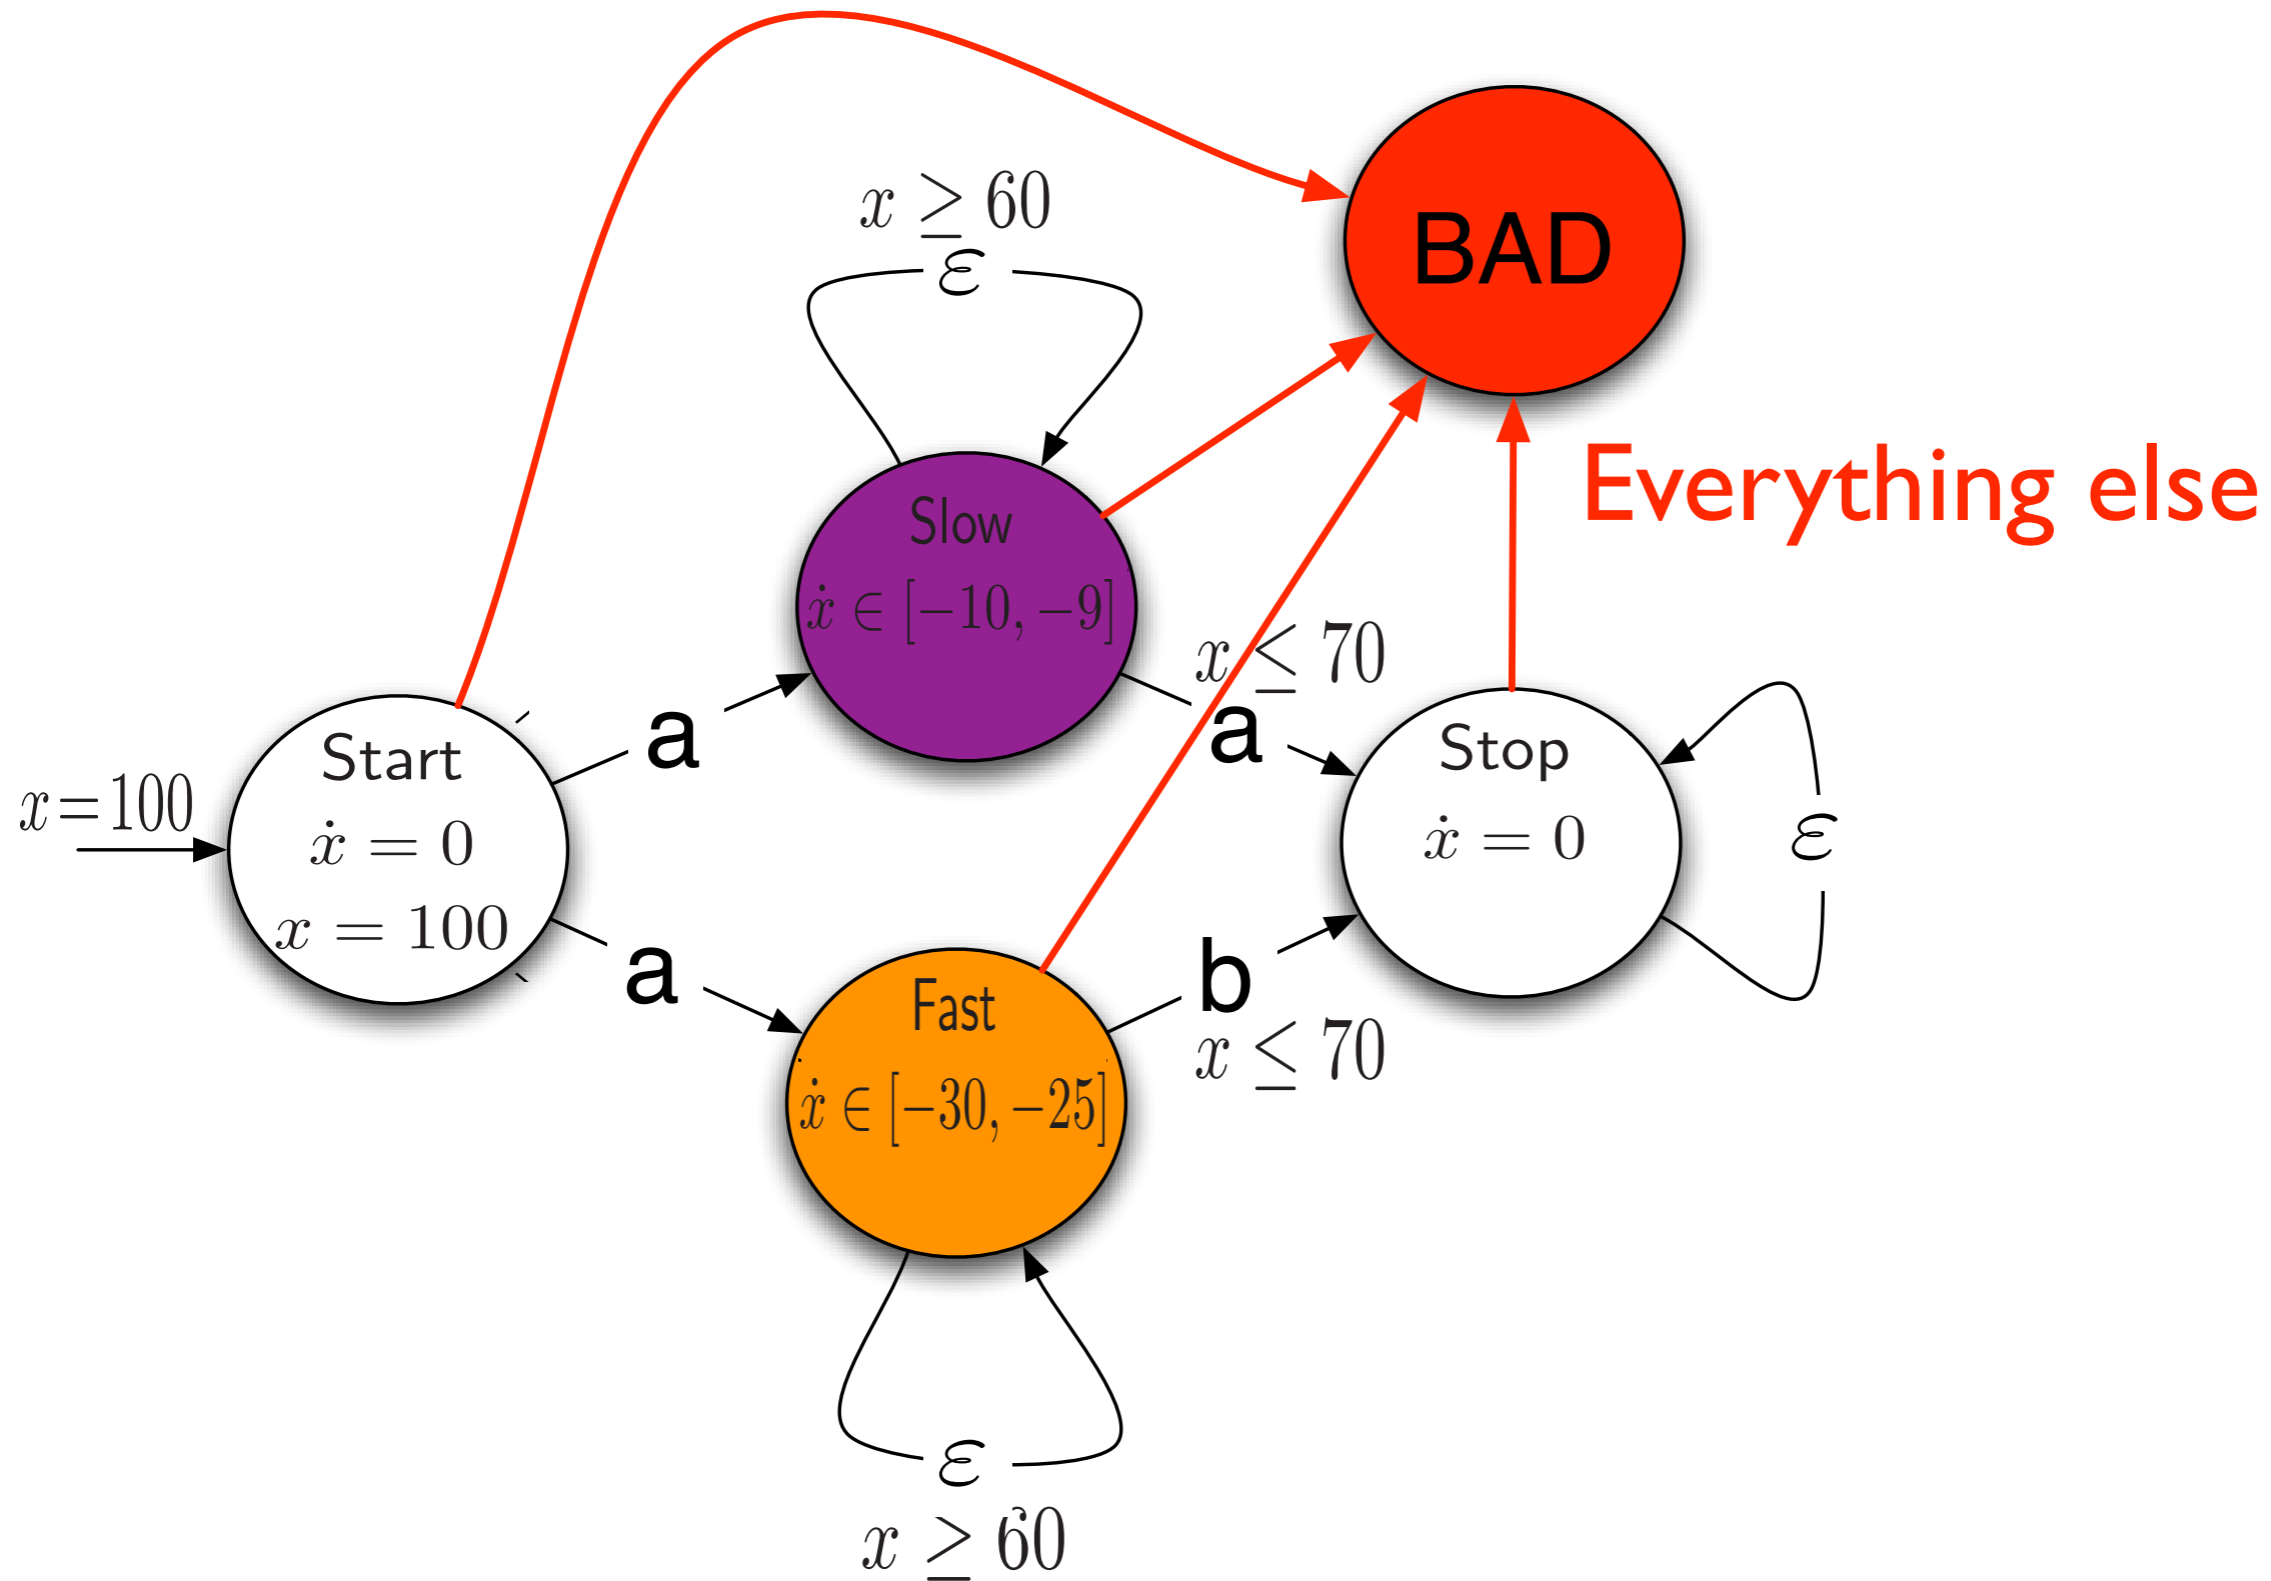 x ≥ 60
ε
BAD
Everything else
Slow
ẋ ∈ [−10, −9]
x ≤ 70
a
a
Start
ẋ = 0
x = 100
x=100
Stop
ẋ = 0
ε
a
b
x ≤ 70
Fast
ẋ ∈ [−30, −25]
ε
x ≥ 60